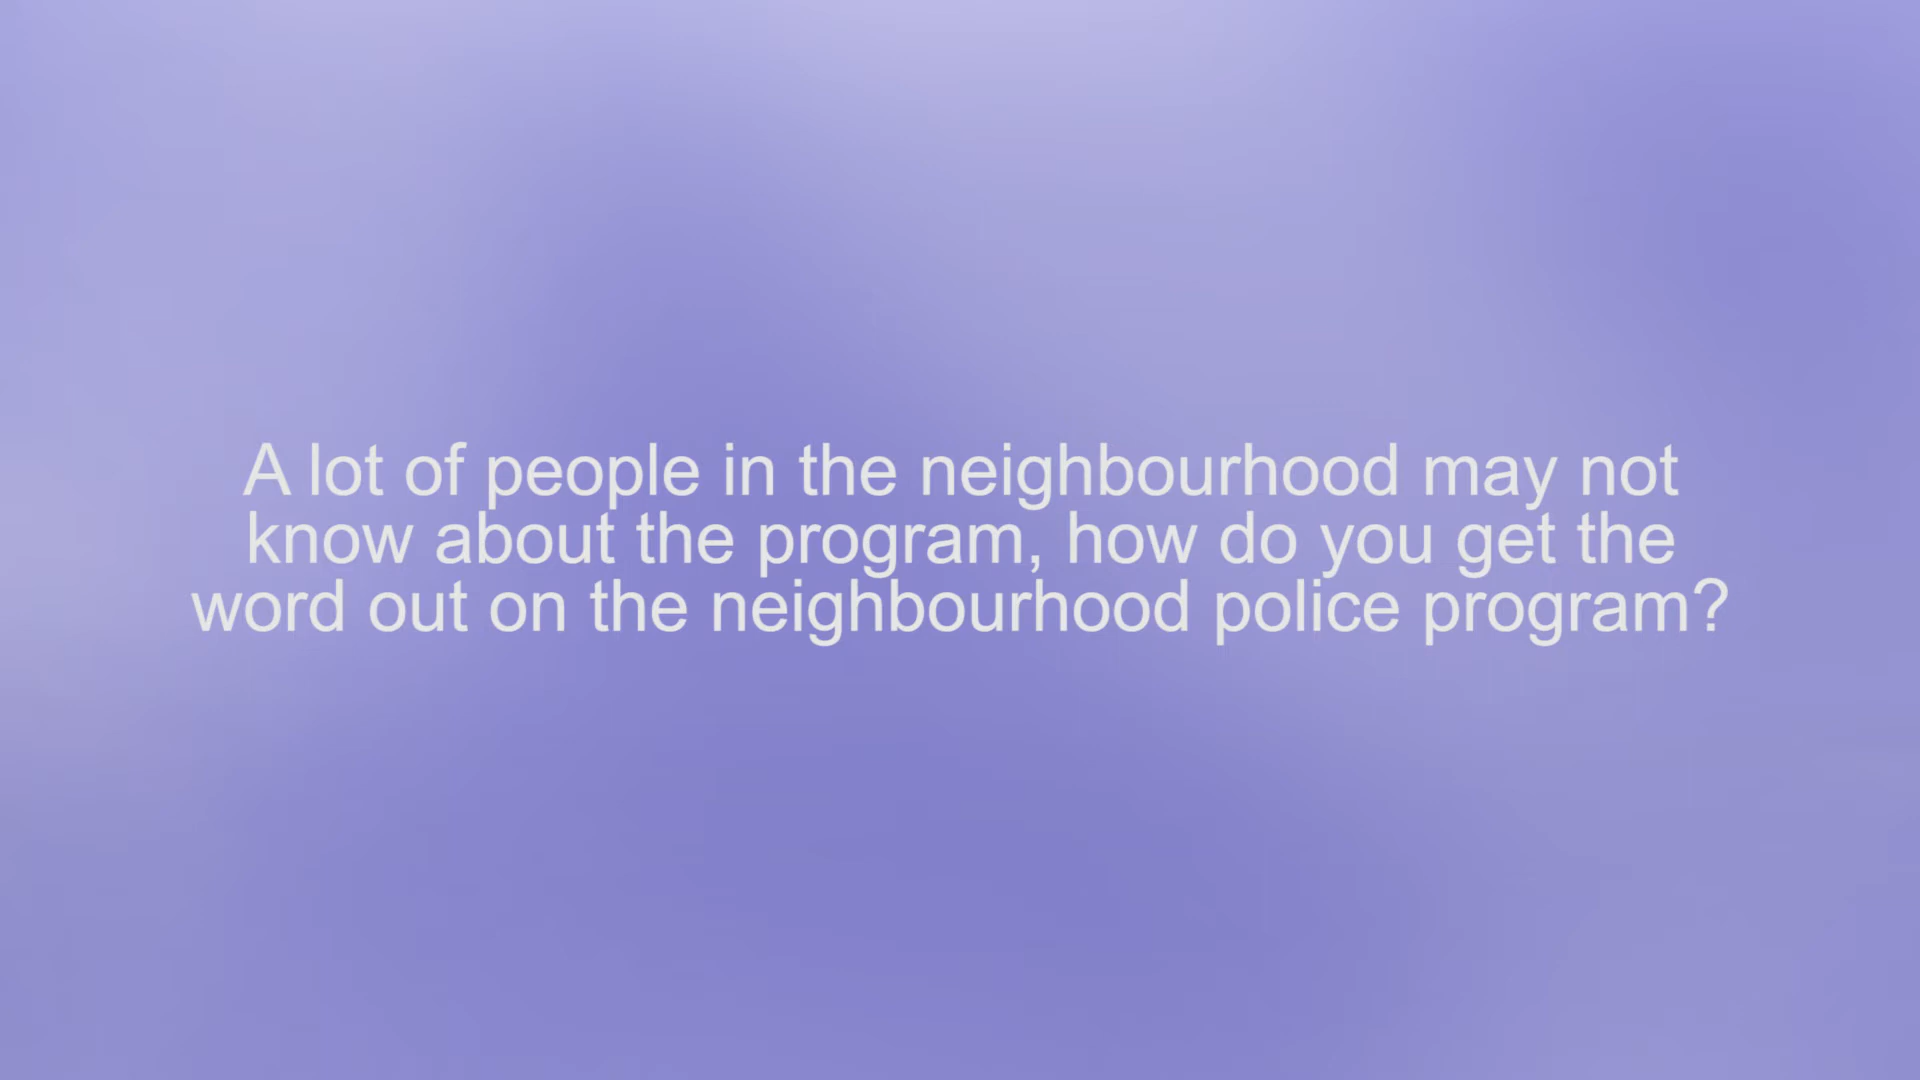 A lot of people in the neighbourhood may not
know about the program, how do you get the
word out on the neighbourhood police program?